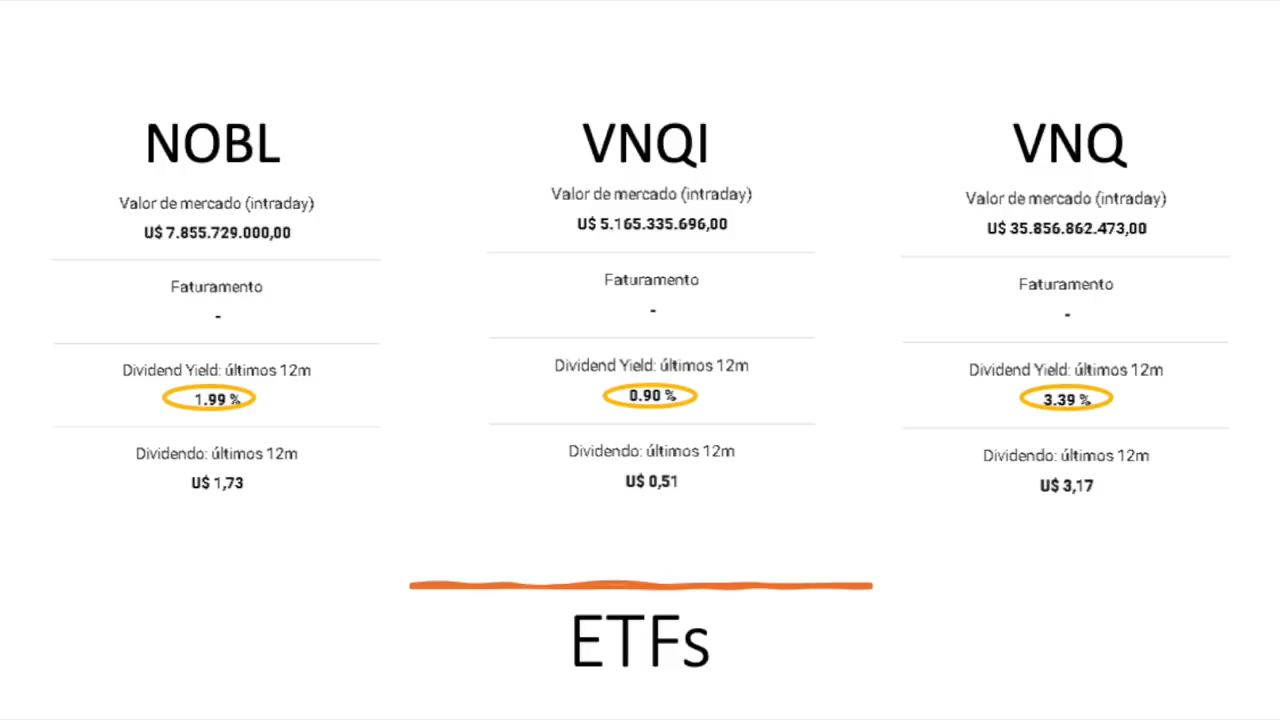 NOBL
Valor de mercado (intraday)
U$ 7.855.729.000,00
Faturamento
-
Dividend Yield: últimos 12m
1.99 %
Dividendo: últimos 12m
U$ 1,73
VNQI
Valor de mercado (intraday)
U$ 5.165.335.696,00
Faturamento
-
Dividend Yield: últimos 12m
0.90 %
Dividendo: últimos 12m
U$ 0,51
VNQ
Valor de mercado (intraday)
U$ 35.856.862.473,00
Faturamento
-
Dividend Yield: últimos 12m
3.39 %
Dividendo: últimos 12m
U$ 3,17
ETFs